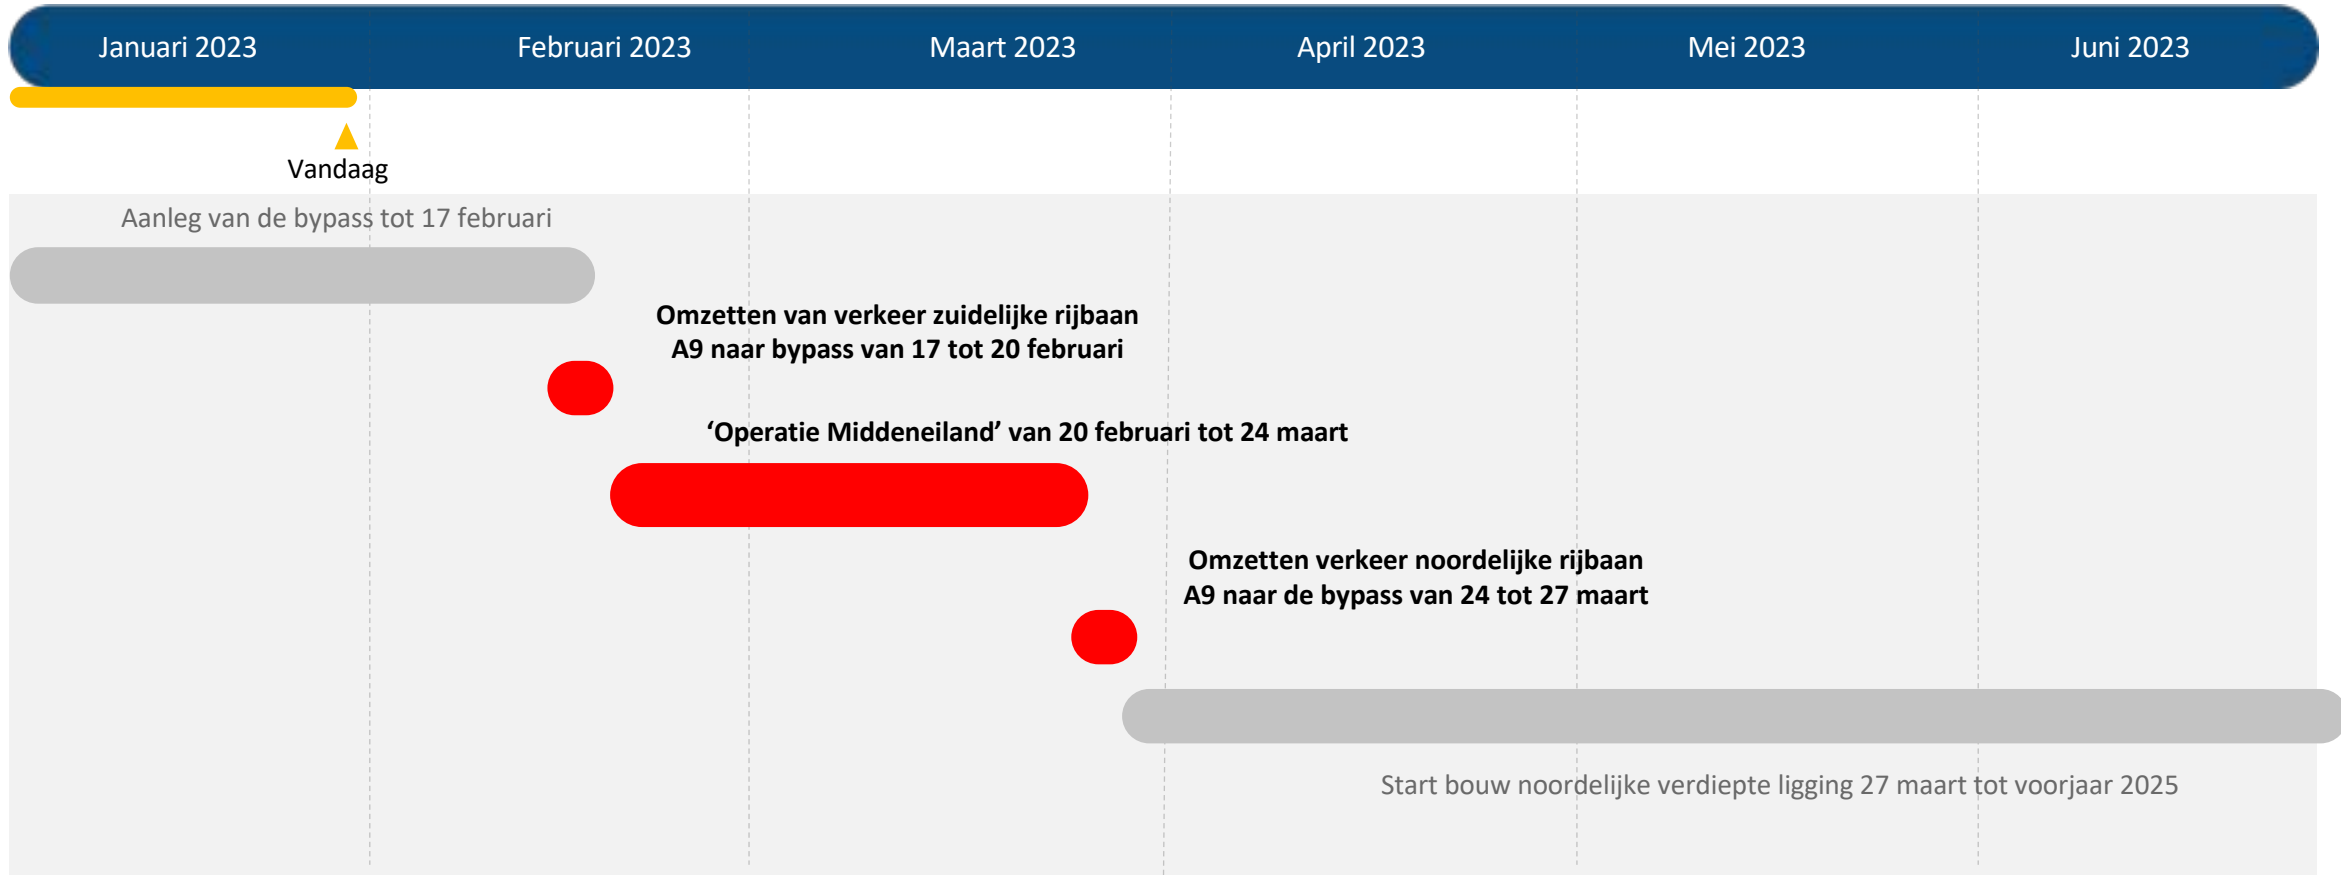 Januari 2023
Februari 2023
Maart 2023
April 2023
Mei 2023
Juni 2023
Vandaag
Aanleg van de bypass tot 17 februari
Omzetten van verkeer zuidelijke rijbaan
A9 naar bypass van 17 tot 20 februari
‘Operatie Middeneiland’ van 20 februari tot 24 maart
Omzetten verkeer noordelijke rijbaan
A9 naar de bypass van 24 tot 27 maart
Start bouw noordelijke verdiepte ligging 27 maart tot voorjaar 2025